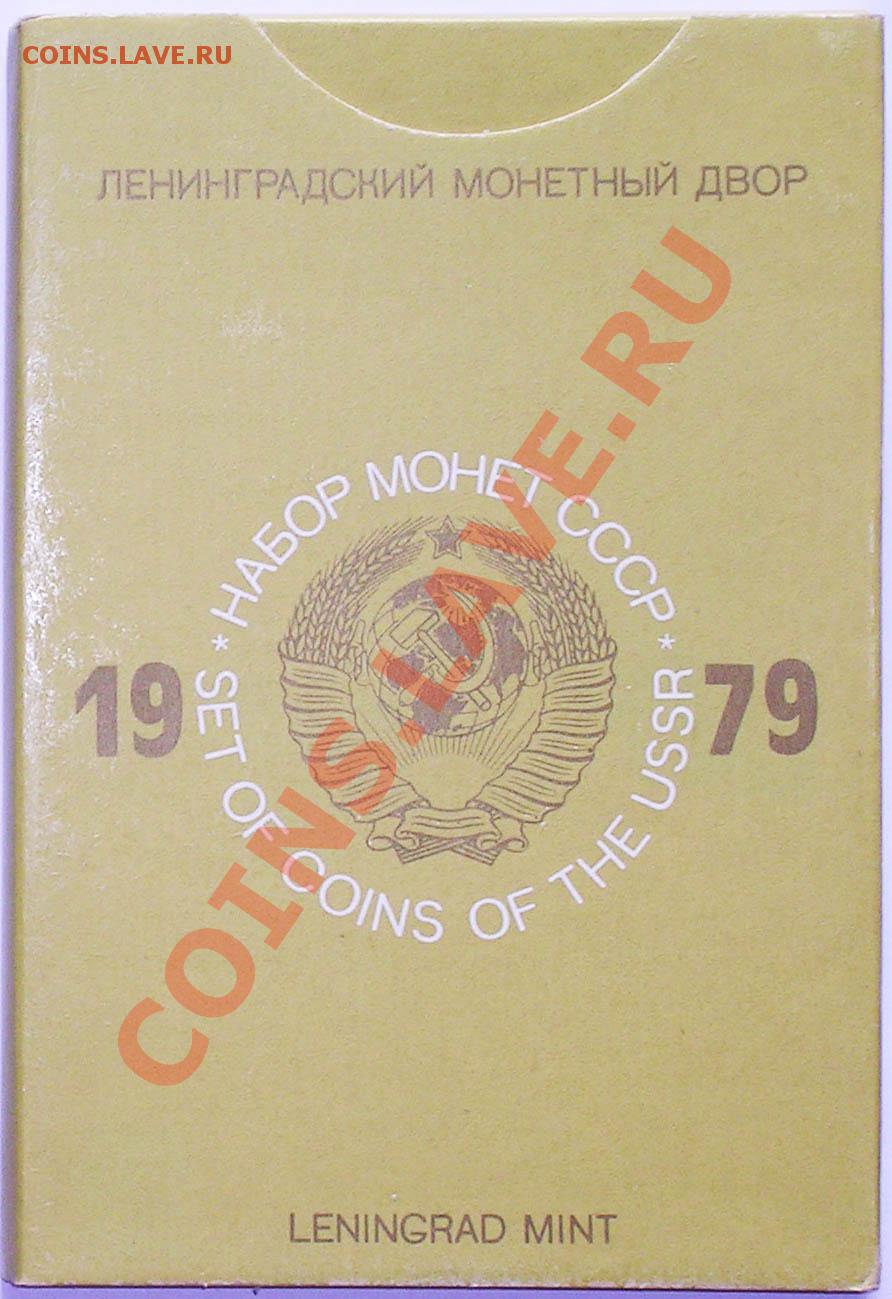 COINS.LAVE.RU
ЛЕНИНГРАДСКИЙ МОНЕТНЫЙ ДВОР
* НАБОР МОНЕТ СССР *
19 79
SET OF COINS OF THE USSR
COINS.LAVE.RU
LENINGRAD MINT